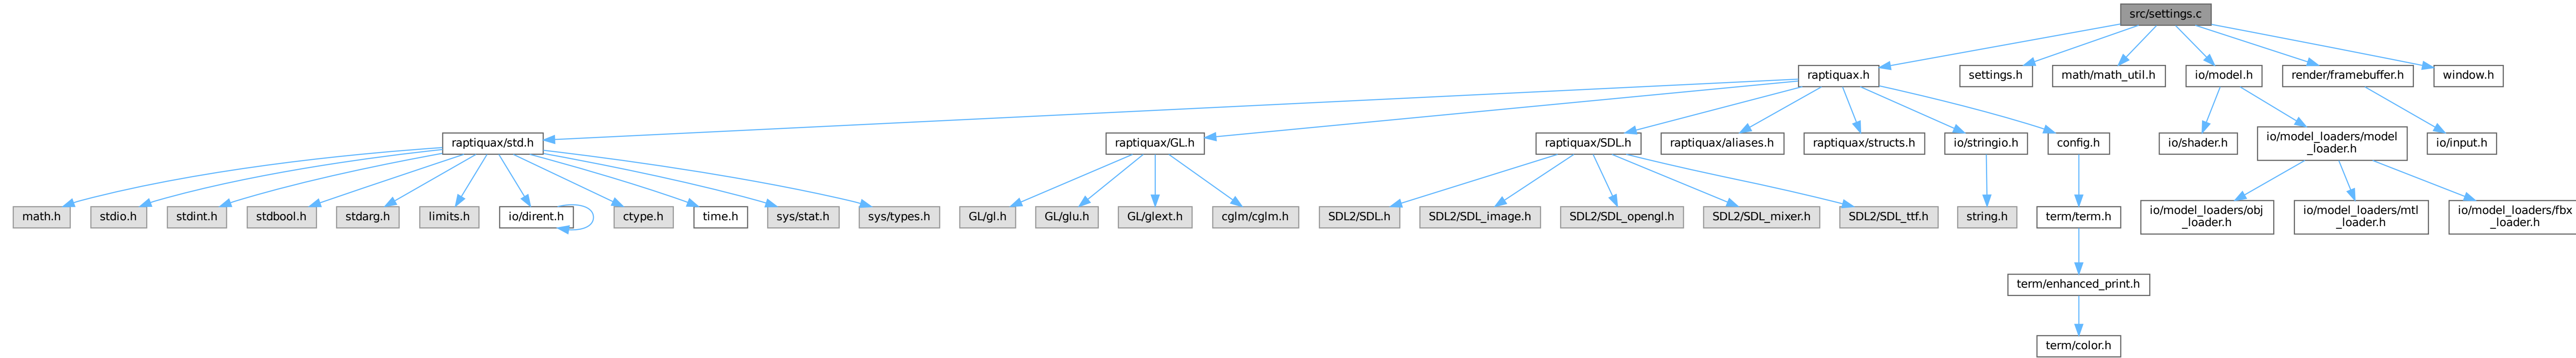 src/settings.c
raptiquax.h
settings.h
math/math_util.h
io/model.h
render/framebuffer.h
window.h
raptiquax/std.h
raptiquax/GL.h
raptiquax/SDL.h
raptiquax/aliases.h
raptiquax/structs.h
io/stringio.h
config.h
io/shader.h
io/model_loaders/model
_loader.h
io/input.h
math.h
stdio.h
stdint.h
stdbool.h
stdarg.h
limits.h
io/dirent.h
ctype.h
time.h
sys/stat.h
sys/types.h
GL/gl.h
GL/glu.h
GL/glext.h
cglm/cglm.h
SDL2/SDL.h
SDL2/SDL_image.h
SDL2/SDL_opengl.h
SDL2/SDL_mixer.h
SDL2/SDL_ttf.h
string.h
term/term.h
io/model_loaders/obj
_loader.h
io/model_loaders/mtl
_loader.h
io/model_loaders/fbx
_loader.h
term/enhanced_print.h
term/color.h